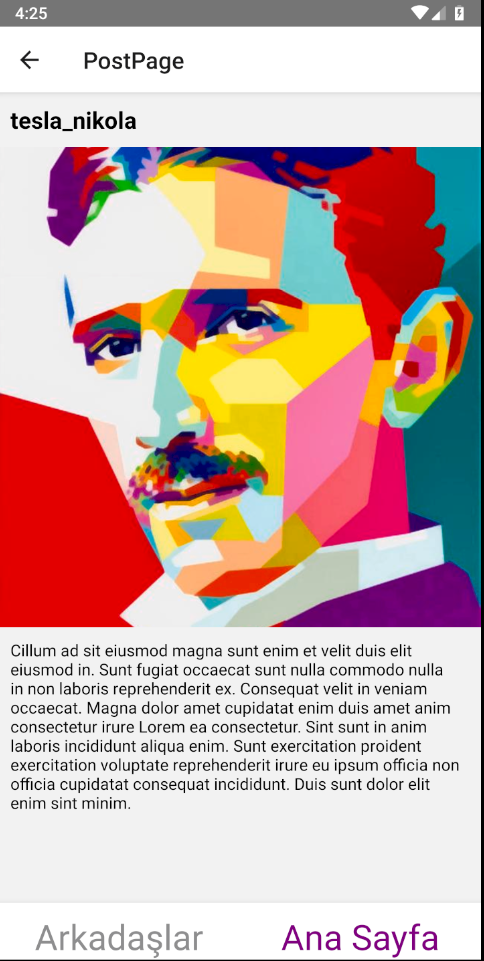 4:25
PostPage
tesla_nikola
Cillum ad sit eiusmod magna sunt enim et velit duis elit
eiusmod in. Sunt fugiat occaecat sunt nulla commodo nulla
in non laboris reprehenderit ex. Consequat velit in veniam
occaecat. Magna dolor amet cupidatat enim duis amet anim
consectetur irure Lorem ea consectetur. Sint sunt in anim
laboris incididunt aliqua enim. Sunt exercitation proident
exercitation voluptate reprehenderit irure eu ipsum officia non
officia cupidatat consequat incididunt. Duis sunt dolor elit
enim sint minim.
Arkadaşlar Ana Sayfa